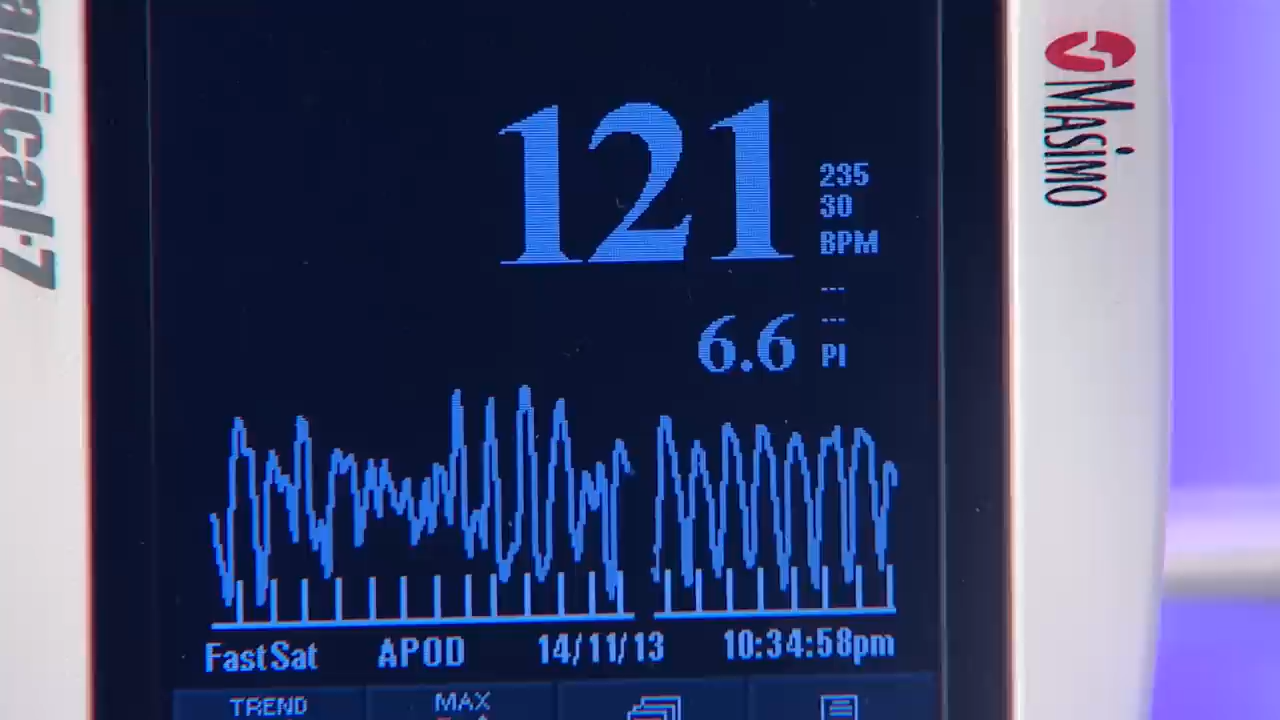 adical-7
MASIMO
121
235
30
BPM
---
---
6.6 PI
FastSat APOD 14/11/13 10:34:58pm
TREND MAX